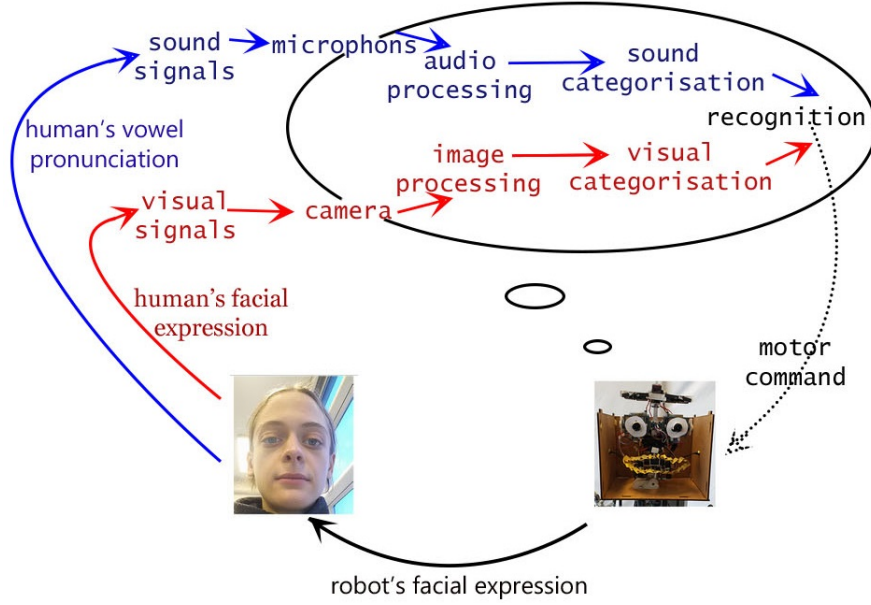 sound
signals
microphons
audio
processing
sound
categorisation
recognition
human's vowel
pronunciation
image
processing
visual
categorisation
visual
signals
camera
human's facial
expression
motor
command
robot's facial expression